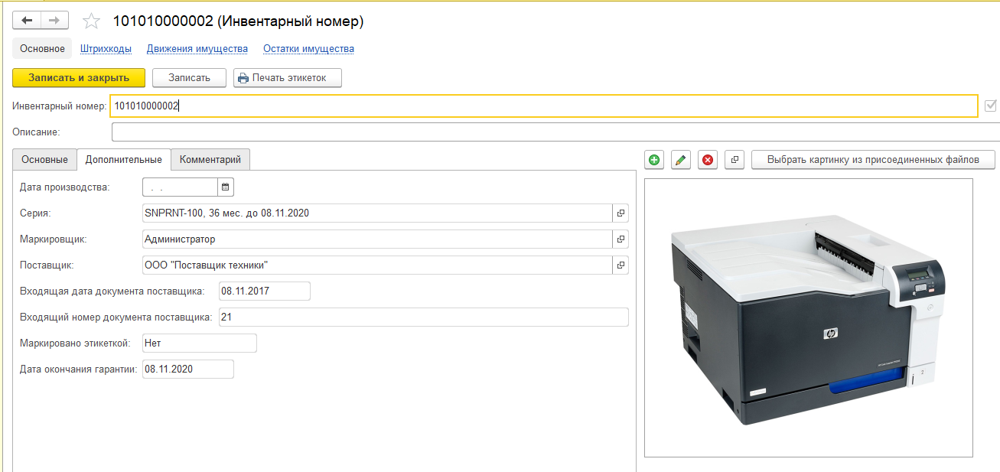 101010000002 (Инвентарный номер)
Основное Штрихкоды Движения имущества Остатки имущества
Записать и закрыть Записать Печать этикеток
Инвентарный номер: 101010000002
Описание:
Основные Дополнительные Комментарий
Выбрать картинку из присоединенных файлов
Дата производства: . .
Серия: SNPRNT-100, 36 мес. до 08.11.2020
Маркировщик: Администратор
Поставщик: ООО "Поставщик техники"
Входящая дата документа поставщика: 08.11.2017
Входящий номер документа поставщика: 21
Маркировано этикеткой: Нет
Дата окончания гарантии: 08.11.2020
hp
2